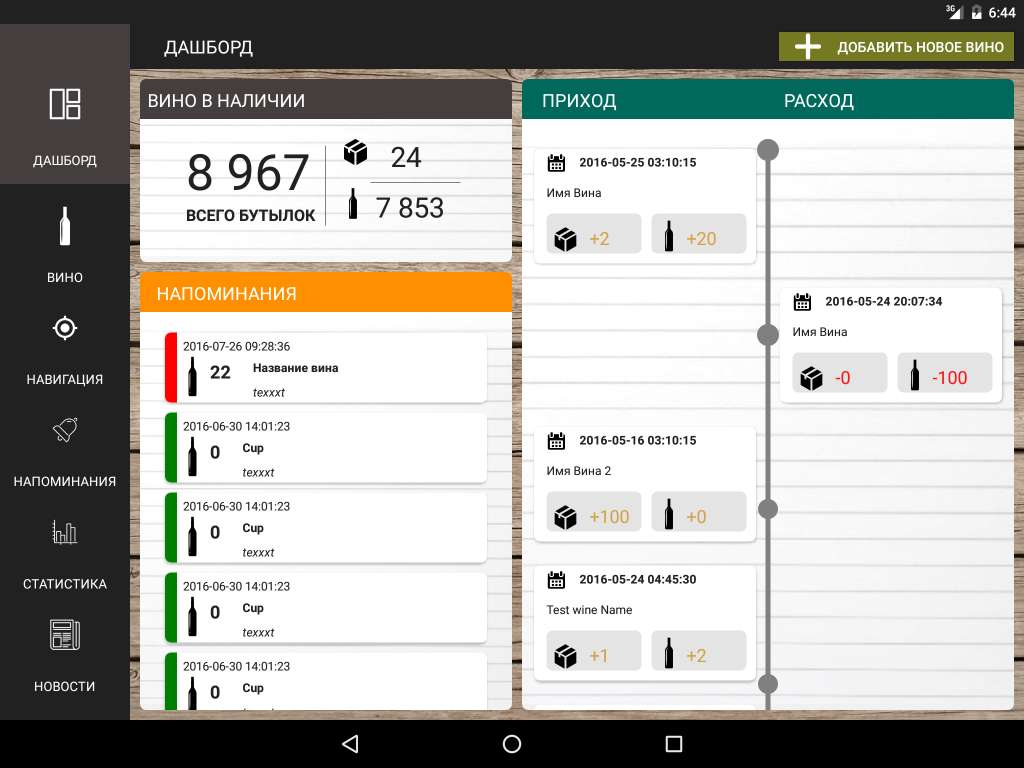 3G 6:44
ДАШБОРД
ДОБАВИТЬ НОВОЕ ВИНО
ДАШБОРД
ВИНО
НАВИГАЦИЯ
НАПОМИНАНИЯ
СТАТИСТИКА
НОВОСТИ
ВИНО В НАЛИЧИИ
8 967
ВСЕГО БУТЫЛОК
24
7 853
НАПОМИНАНИЯ
2016-07-26 09:28:36
22 Название вина
texxxt
2016-06-30 14:01:23
0 Cup
texxxt
2016-06-30 14:01:23
0 Cup
texxxt
2016-06-30 14:01:23
0 Cup
texxxt
2016-06-30 14:01:23
0 Cup
ПРИХОД РАСХОД
2016-05-25 03:10:15
Имя Вина
+2 +20
2016-05-24 20:07:34
Имя Вина
-0 -100
2016-05-16 03:10:15
Имя Вина 2
+100 +0
2016-05-24 04:45:30
Test wine Name
+1 +2